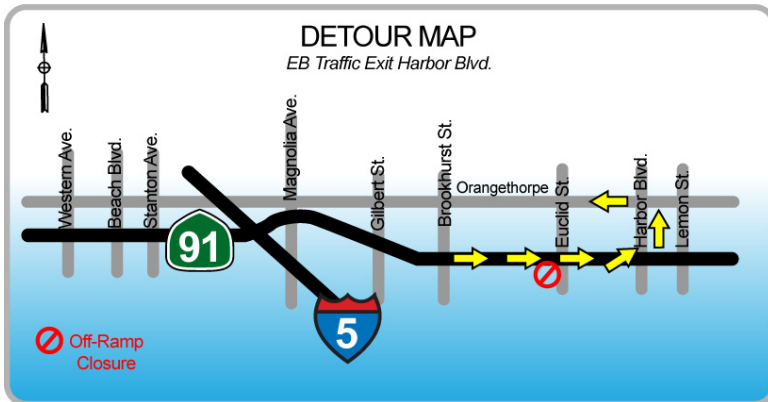 DETOUR MAP
EB Traffic Exit Harbor Blvd.
Western Ave.
Beach Blvd.
Stanton Ave.
Magnolia Ave.
Gilbert St.
Brookhurst St.
Orangethorpe
Euclid St.
Harbor Blvd.
Lemon St.
91
5
Off-Ramp
Closure